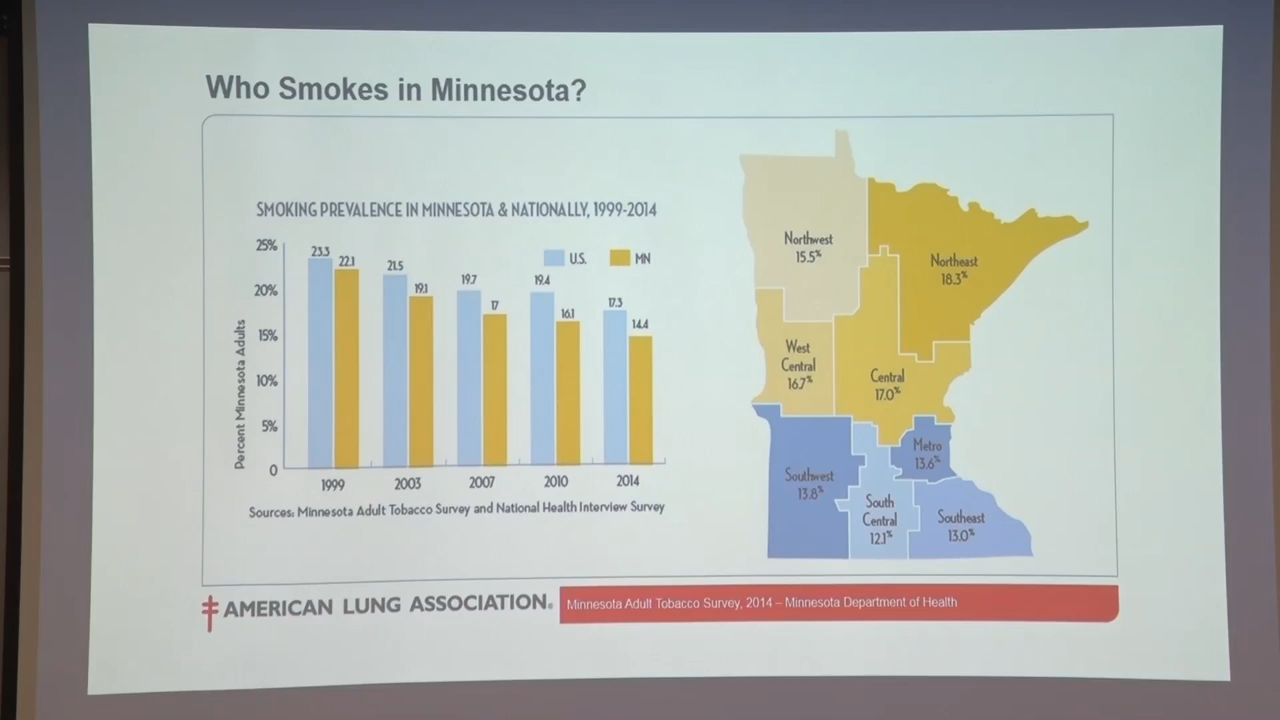 Who Smokes in Minnesota?
SMOKING PREVALENCE IN MINNESOTA & NATIONALLY, 1999-2014
Percent Minnesota Adults
25%
20%
15%
10%
5%
0
U.S.
MN
23.3
22.1
21.5
19.1
19.7
17
19.4
16.1
17.3
14.4
1999
2003
2007
2010
2014
Sources: Minnesota Adult Tobacco Survey and National Health Interview Survey
Northwest
15.5%
Northeast
18.3%
West
Central
16.7%
Central
17.0%
Metro
13.6%
Southwest
13.8%
South
Central
12.1%
Southeast
13.0%
AMERICAN LUNG ASSOCIATION®
Minnesota Adult Tobacco Survey, 2014 – Minnesota Department of Health